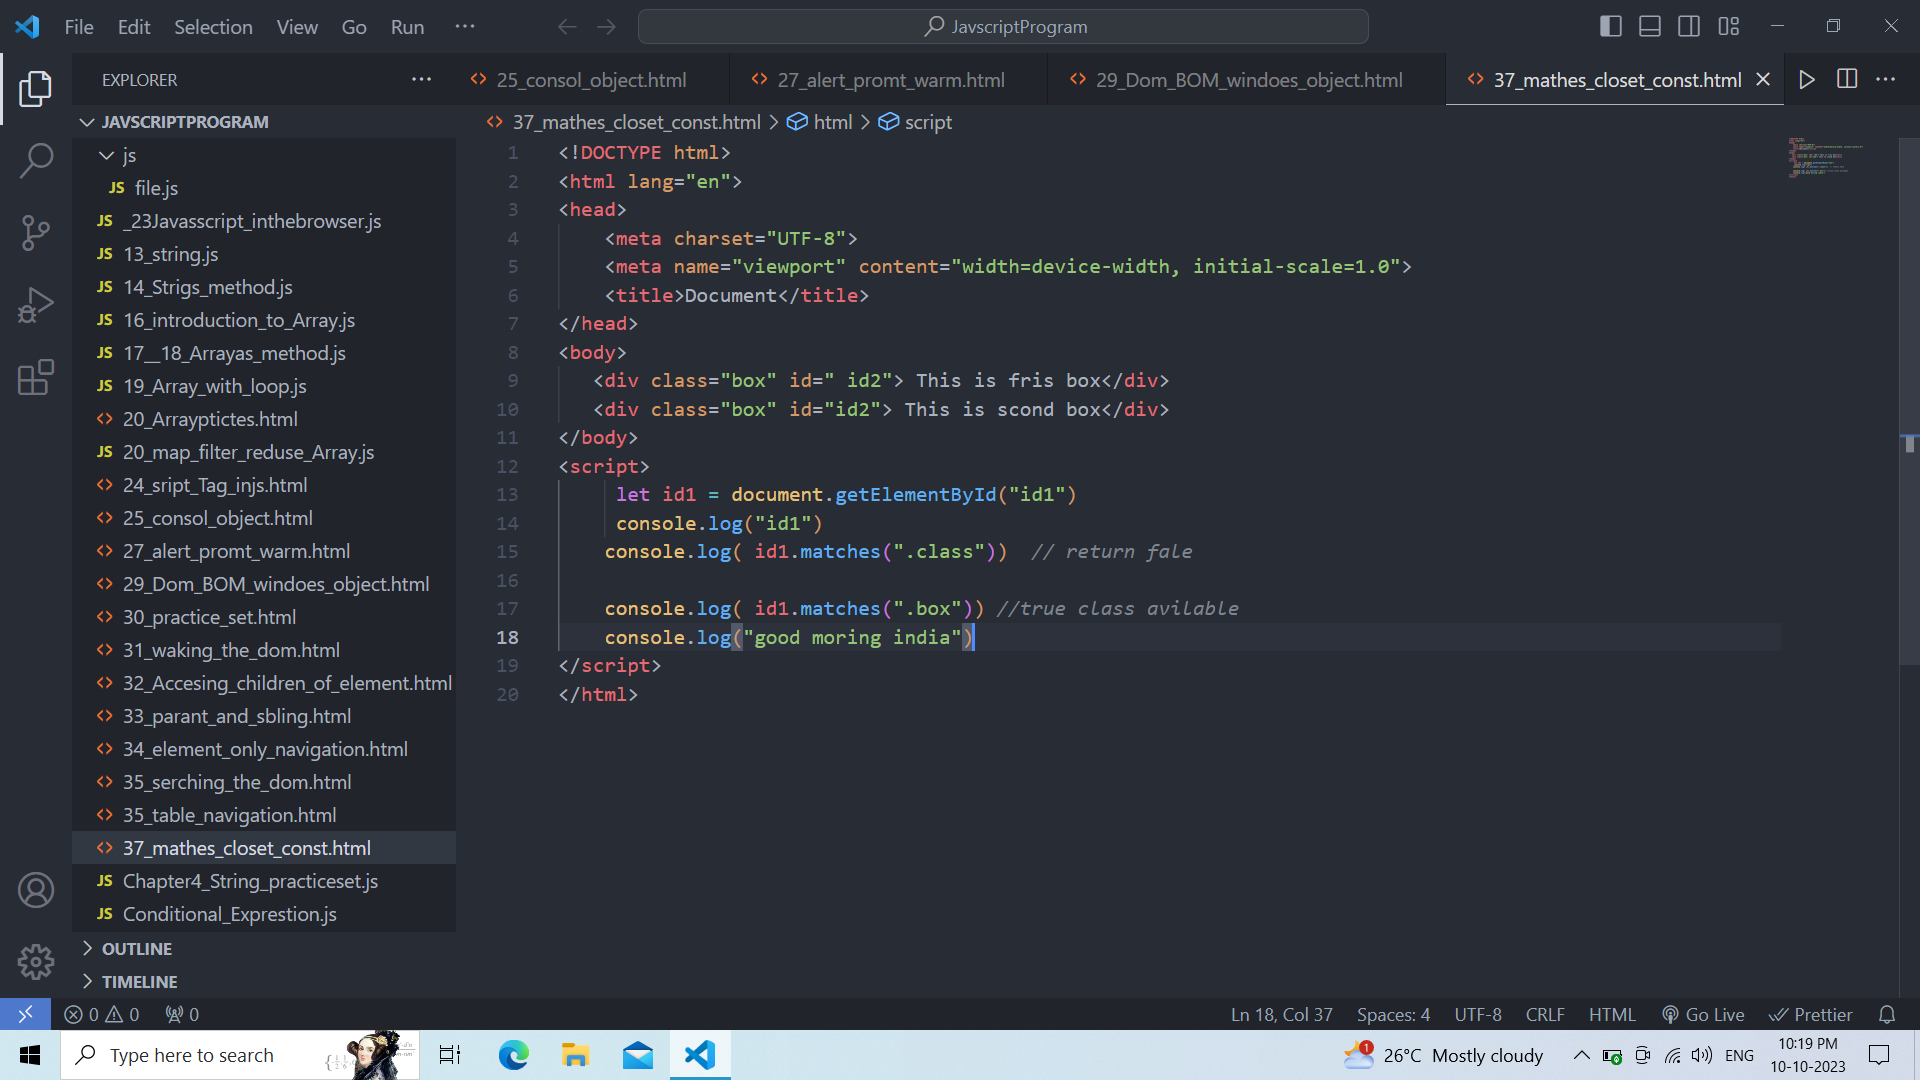 File Edit Selection View Go Run ··· JavscriptProgram
EXPLORER ···
25_consol_object.html 27_alert_promt_warm.html 29_Dom_BOM_windoes_object.html 37_mathes_closet_const.html
JAVSCRIPTPROGRAM
js
JS file.js
JS _23Javasscript_inthebrowser.js
JS 13_string.js
JS 14_Strigs_method.js
JS 16_introduction_to_Array.js
JS 17__18_Arrayas_method.js
JS 19_Array_with_loop.js
20_Arrayptictes.html
JS 20_map_filter_reduse_Array.js
24_sript_Tag_injs.html
25_consol_object.html
27_alert_promt_warm.html
29_Dom_BOM_windoes_object.html
30_practice_set.html
31_waking_the_dom.html
32_Accesing_children_of_element.html
33_parant_and_sbling.html
34_element_only_navigation.html
35_serching_the_dom.html
35_table_navigation.html
37_mathes_closet_const.html
JS Chapter4_String_practiceset.js
JS Conditional_Exprestion.js
OUTLINE
TIMELINE
37_mathes_closet_const.html > html > script
1 <!DOCTYPE html>
2 <html lang="en">
3 <head>
4 <meta charset="UTF-8">
5 <meta name="viewport" content="width=device-width, initial-scale=1.0">
6 <title>Document</title>
7 </head>
8 <body>
9 <div class="box" id=" id2"> This is fris box</div>
10 <div class="box" id="id2"> This is scond box</div>
11 </body>
12 <script>
13 let id1 = document.getElementById("id1")
14 console.log("id1")
15 console.log( id1.matches(".class")) // return fale
16
17 console.log( id1.matches(".box")) //true class avilable
18 console.log("good moring india")
19 </script>
20 </html>
0 0 0
Ln 18, Col 37 Spaces: 4 UTF-8 CRLF HTML Go Live Prettier
Type here to search
1 26°C Mostly cloudy ENG
10:19 PM
10-10-2023